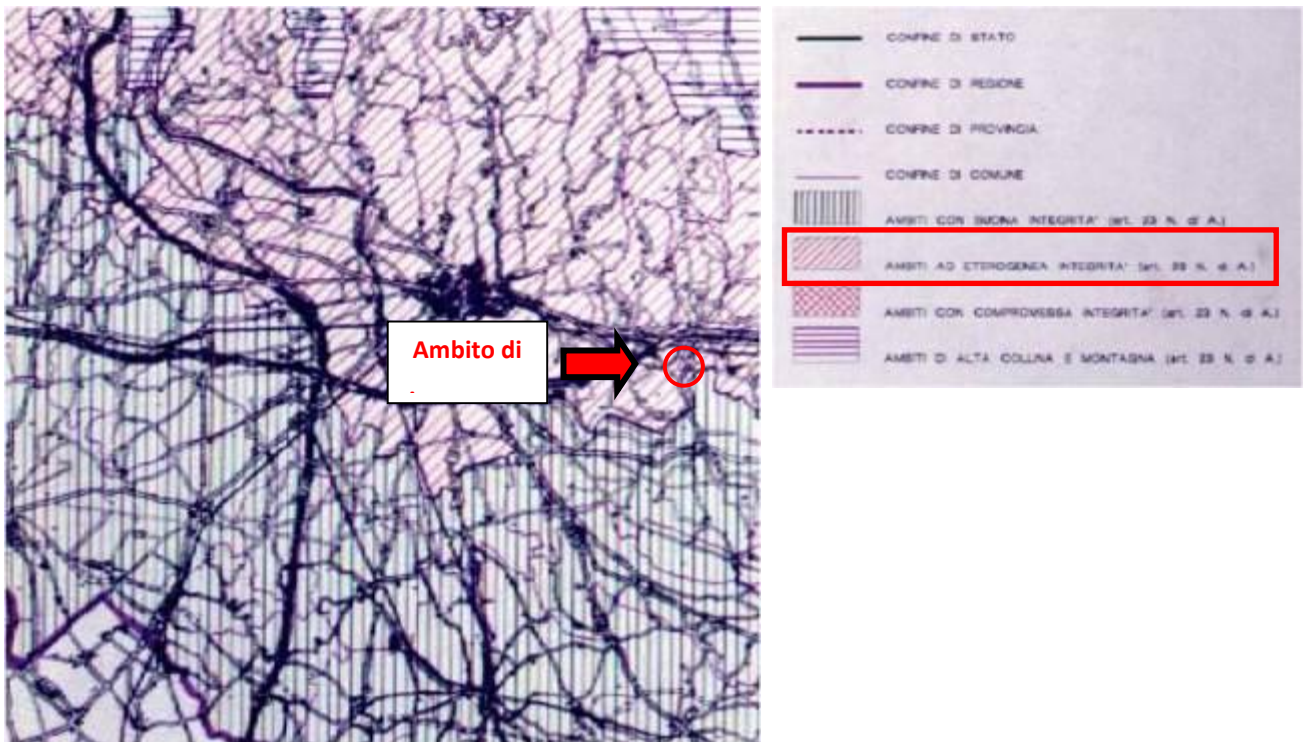 Ambito di
CONFINE DI STATO
CONFINE DI REGIONE
CONFINE DI PROVINCIA
CONFINE DI COMUNE
AMBITI CON BUONA INTEGRITA' (art. 23 N. di A.)
AMBITI AD ETEROGENEA INTEGRITA' (art. 23 N. di A.)
AMBITI CON COMPROMESSA INTEGRITA' (art. 23 N. di A.)
AMBITI DI ALTA COLLINA E MONTAGNA (art. 23 N. di A.)